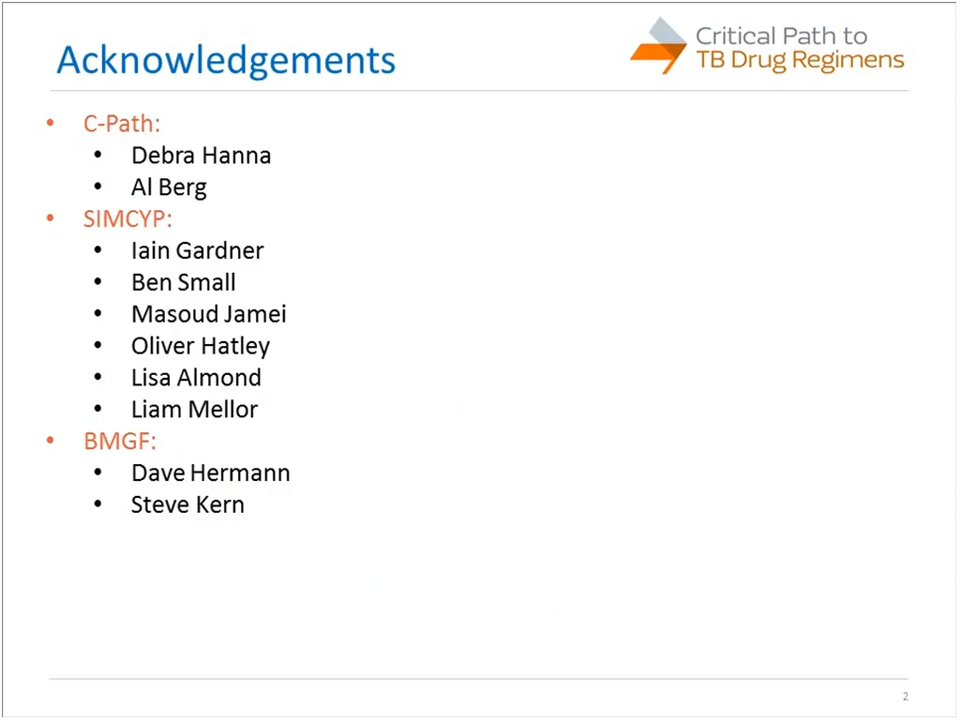 Acknowledgements
Critical Path to
TB Drug Regimens
• C-Path:
• Debra Hanna
• Al Berg
• SIMCYP:
• Iain Gardner
• Ben Small
• Masoud Jamei
• Oliver Hatley
• Lisa Almond
• Liam Mellor
• BMGF:
• Dave Hermann
• Steve Kern
2